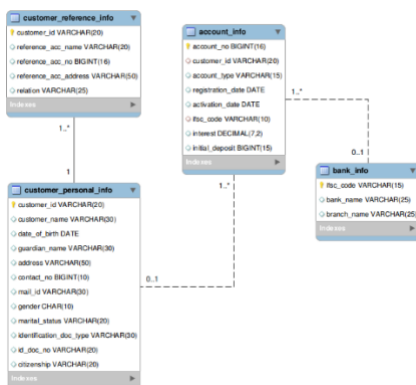 customer_reference_info
customer_id VARCHAR(20)
reference_acc_name VARCHAR(20)
reference_acc_no BIGINT(16)
reference_acc_address VARCHAR(50)
relation VARCHAR(25)
Indexes
1..*
1
customer_personal_info
customer_id VARCHAR(20)
customer_name VARCHAR(30)
date_of_birth DATE
guardian_name VARCHAR(30)
address VARCHAR(50)
contact_no BIGINT(10)
mail_id VARCHAR(30)
gender CHAR(10)
marital_status VARCHAR(20)
identification_doc_type VARCHAR(30)
id_doc_no VARCHAR(20)
citizenship VARCHAR(20)
Indexes
account_info
account_no BIGINT(16)
customer_id VARCHAR(20)
account_type VARCHAR(15)
registration_date DATE
activation_date DATE
ifsc_code VARCHAR(10)
interest DECIMAL(7,2)
initial_deposit BIGINT(15)
Indexes
1..*
0..1
1..*
0..1
bank_info
ifsc_code VARCHAR(15)
bank_name VARCHAR(25)
branch_name VARCHAR(25)
Indexes